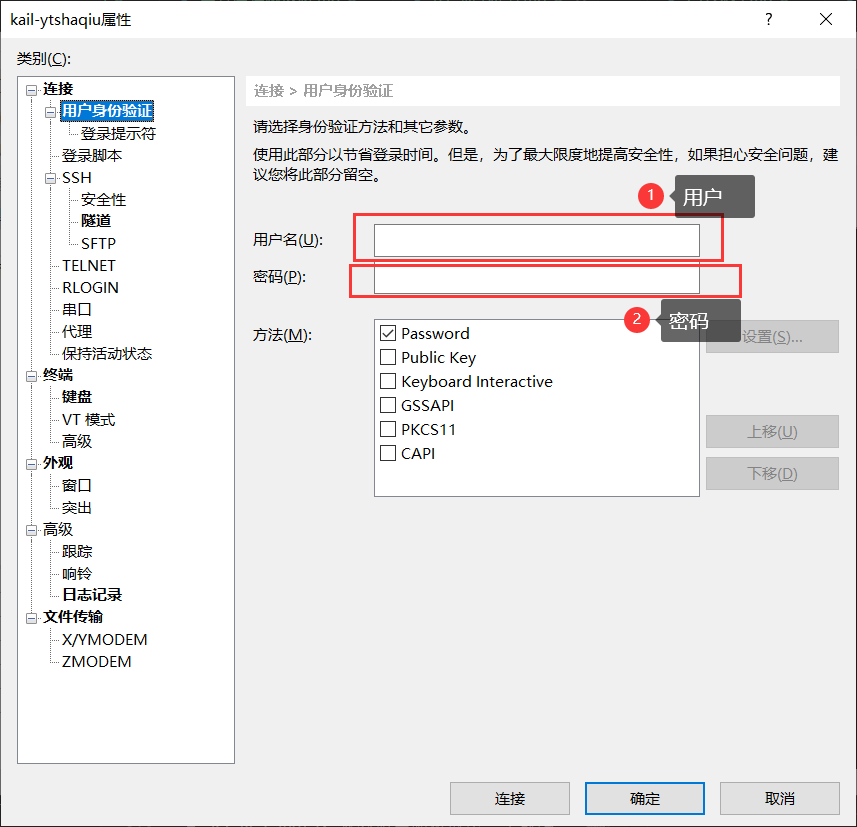 kail-ytshaqiu属性
?
类别(C):
连接
用户身份验证
登录提示符
登录脚本
SSH
安全性
隧道
SFTP
TELNET
RLOGIN
串口
代理
保持活动状态
终端
键盘
VT 模式
高级
外观
窗口
突出
高级
跟踪
响铃
日志记录
文件传输
X/YMODEM
ZMODEM
连接 > 用户身份验证
请选择身份验证方法和其它参数。
使用此部分以节省登录时间。但是，为了最大限度地提高安全性，如果担心安全问题，建
议您将此部分留空。
1 用户
用户名(U):
密码(P):
2 密码
方法(M):
Password
Public Key
Keyboard Interactive
GSSAPI
PKCS11
CAPI
设置(S)...
上移(U)
下移(D)
连接
确定
取消